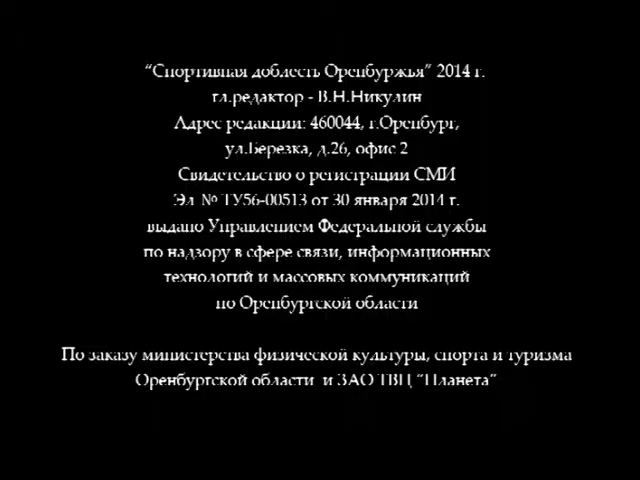 “Спортивная доблесть Оренбуржья” 2014 г.
гл.редактор - В.Н.Никулин
Адрес редакции: 460044, г.Оренбург,
ул.Березка, д.26, офис 2
Свидетельство о регистрации СМИ
Эл № ТУ56-00513 от 30 января 2014 г.
выдано Управлением Федеральной службы
по надзору в сфере связи, информационных
технологий и массовых коммуникаций
по Оренбургской области
По заказу министерства физической культуры, спорта и туризма
Оренбургской области и ЗАО ТВЦ “Планета”